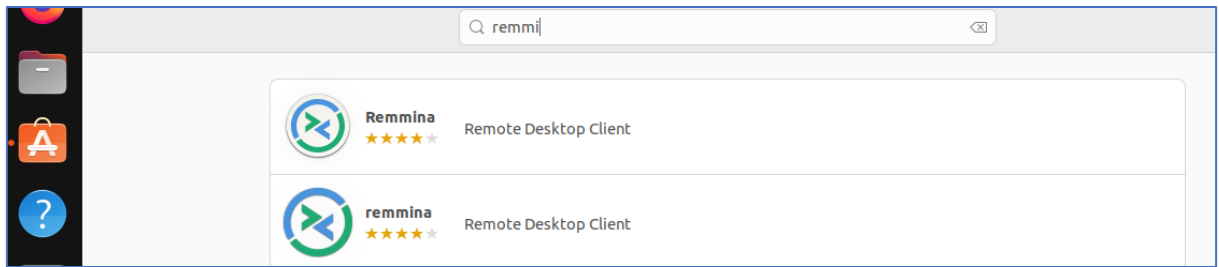 remmi
Remmina
Remote Desktop Client
remmina
Remote Desktop Client